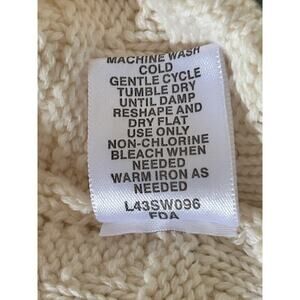 MACHINE WASH
COLD
GENTLE CYCLE
TUMBLE DRY
UNTIL DAMP
RESHAPE AND
DRY FLAT
USE ONLY
NON-CHLORINE
BLEACH WHEN
NEEDED
WARM IRON AS
NEEDED
L43SW096
FDA